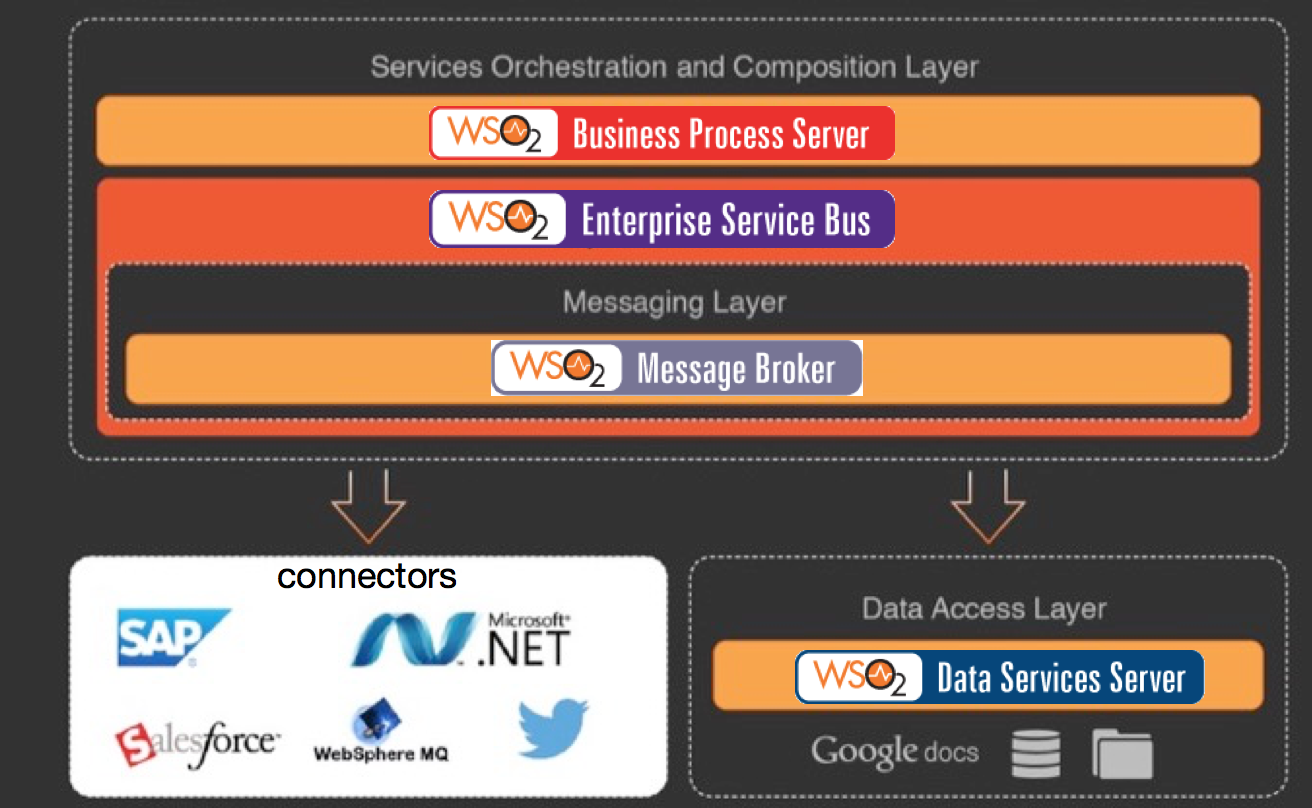 Services Orchestration and Composition Layer
WSO2 Business Process Server
WSO2 Enterprise Service Bus
Messaging Layer
WSO2 Message Broker
connectors
SAP®
Microsoft®
.NET
Salesforce
WebSphere MQ
Data Access Layer
WSO2 Data Services Server
Google docs